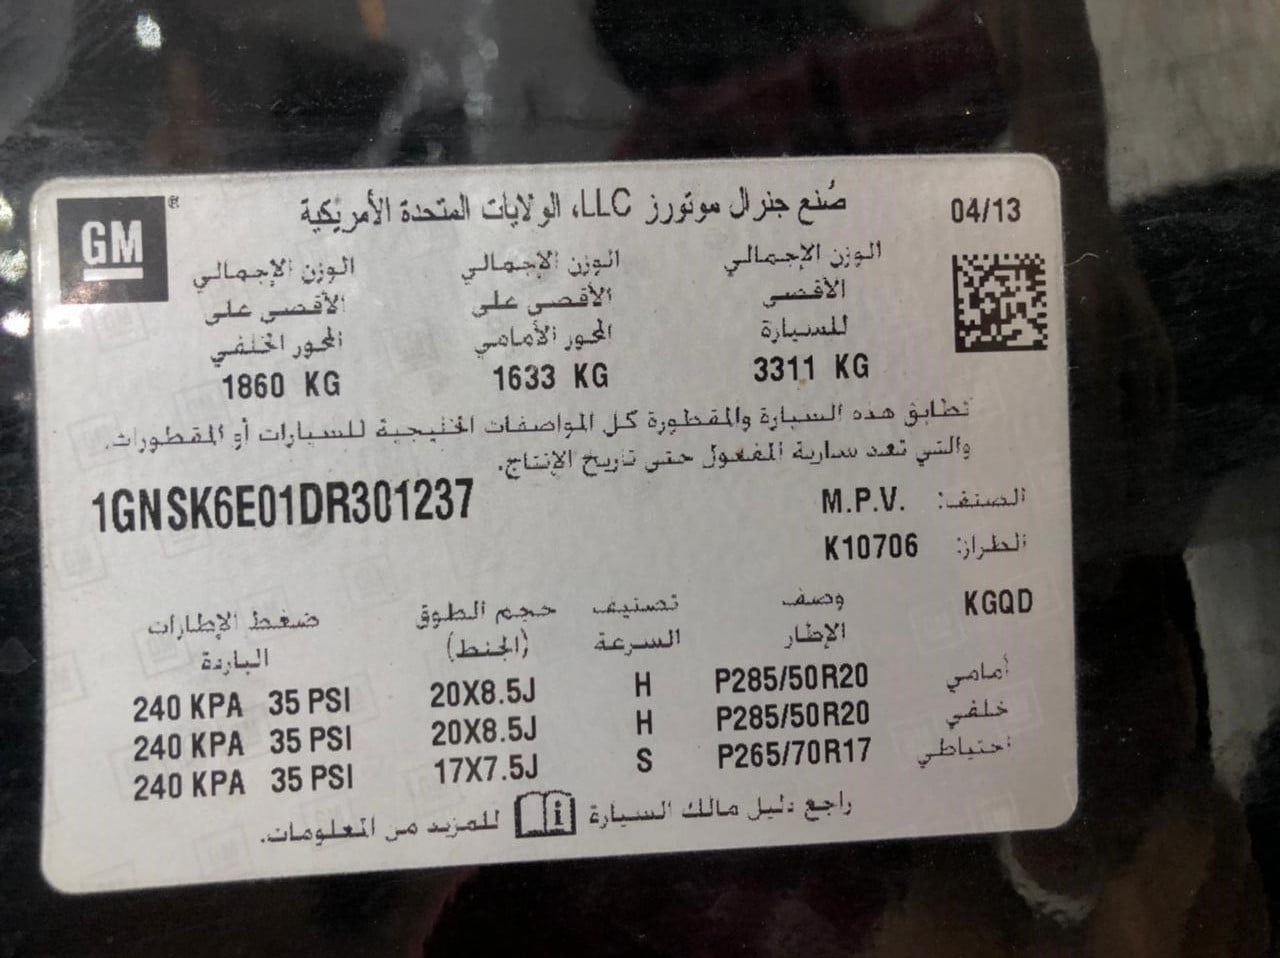 GM®
صُنع جنرال موتورز LLC، الولايات المتحدة الأمريكية
04/13
الوزن الإجمالي الأقصى للسيارة
3311 KG
الوزن الإجمالي الأقصى على المحور الأمامي
1633 KG
الوزن الإجمالي الأقصى على المحور الخلفي
1860 KG
تطابق هذه السيارة والمقطورة كل المواصفات الخليجية للسيارات أو المقطورات.
والتي تعد سارية المفعول حتى تاريخ الإنتاج.
1GNSK6E01DR301237
الصنف: M.P.V.
الطراز: K10706
KGQD
وصف الإطار
تصنيف السرعة
حجم الطوق (الجنط)
ضغط الإطارات الباردة
أمامي P285/50R20 H 20X8.5J 240 KPA 35 PSI
خلفي P285/50R20 H 20X8.5J 240 KPA 35 PSI
احتياطي P265/70R17 S 17X7.5J 240 KPA 35 PSI
راجع دليل مالك السيارة للمزيد من المعلومات.